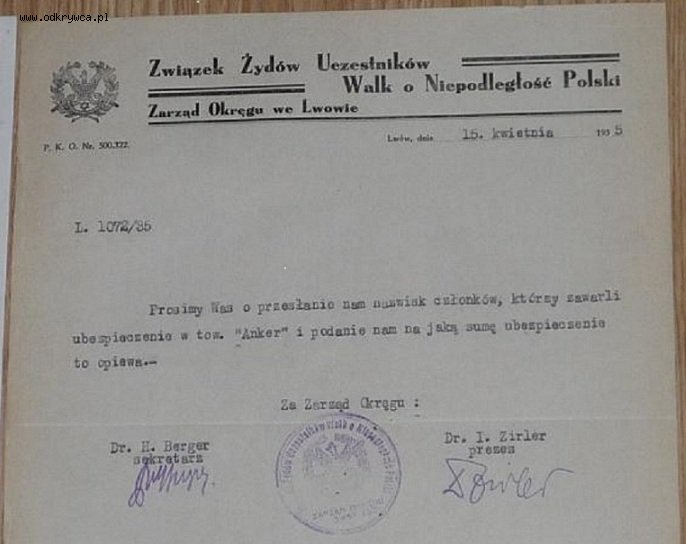 www.odkrywca.pl
Związek Żydów Uczestników
Walk o Niepodległość Polski
Zarząd Okręgu we Lwowie
P. K. O. Nr. 500.322.
Lwów, dnia 15. kwietnia 1935
L. 1072/35
Prosimy Was o przesłanie nam nazwisk członków, którzy zawarli
ubezpieczenie w tow. "Anker" i podanie nam na jaką sumę ubezpieczenie
to opiewa.-
Za Zarząd Okręgu :
Dr. H. Berger
sekretarz
Dr. I. Zirler
prezes